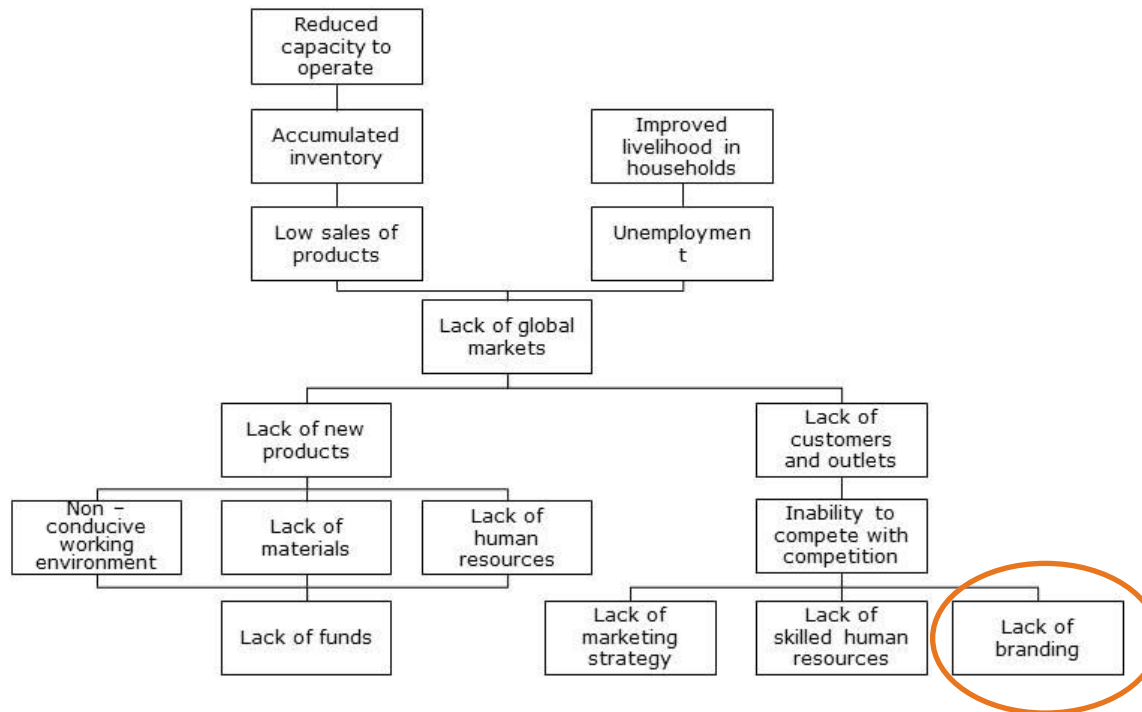 Reduced
capacity to
operate
Accumulated
inventory
Improved
livelihood in
households
Low sales of
products
Unemploymen
t
Lack of global
markets
Lack of new
products
Lack of
customers
and outlets
Non –
conducive
working
environment
Lack of
materials
Lack of
human
resources
Inability to
compete with
competition
Lack of funds
Lack of
marketing
strategy
Lack of
skilled human
resources
Lack of
branding